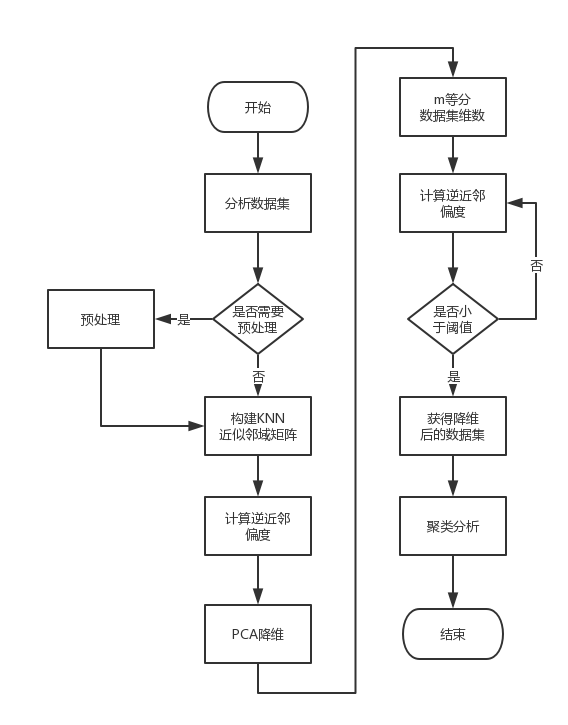 开始
分析数据集
是否需要
预处理
是
预处理
否
构建KNN
近似邻域矩阵
计算逆近邻
偏度
PCA降维
m等分
数据集维数
计算逆近邻
偏度
是否小
于阈值
否
是
获得降维
后的数据集
聚类分析
结束